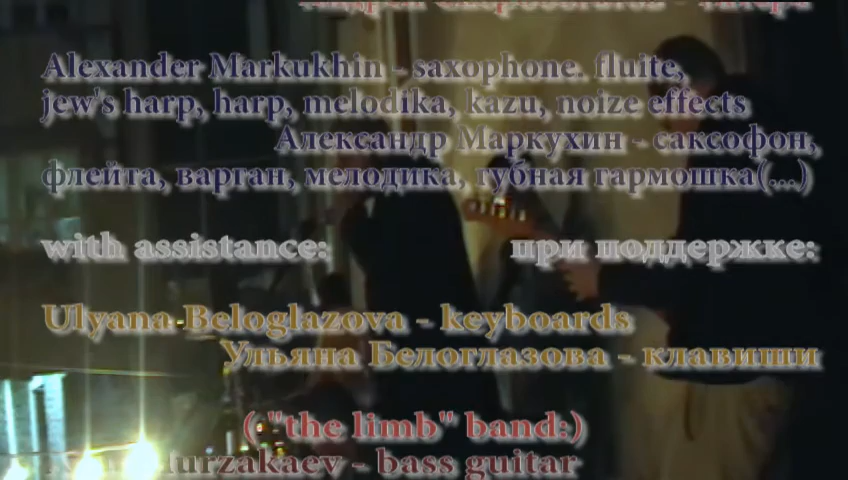 Alexander Markukhin - saxophone. fluite,
jew's harp, harp, melodika, kazu, noize effects
Александр Маркухин - саксофон,
флейта, варган, мелодика, губная гармошка(...)
with assistance: при поддержке:
Ulyana Beloglazova - keyboards
Ульяна Белоглазова - клавиши
( "the limb" band:)
- bass guitar